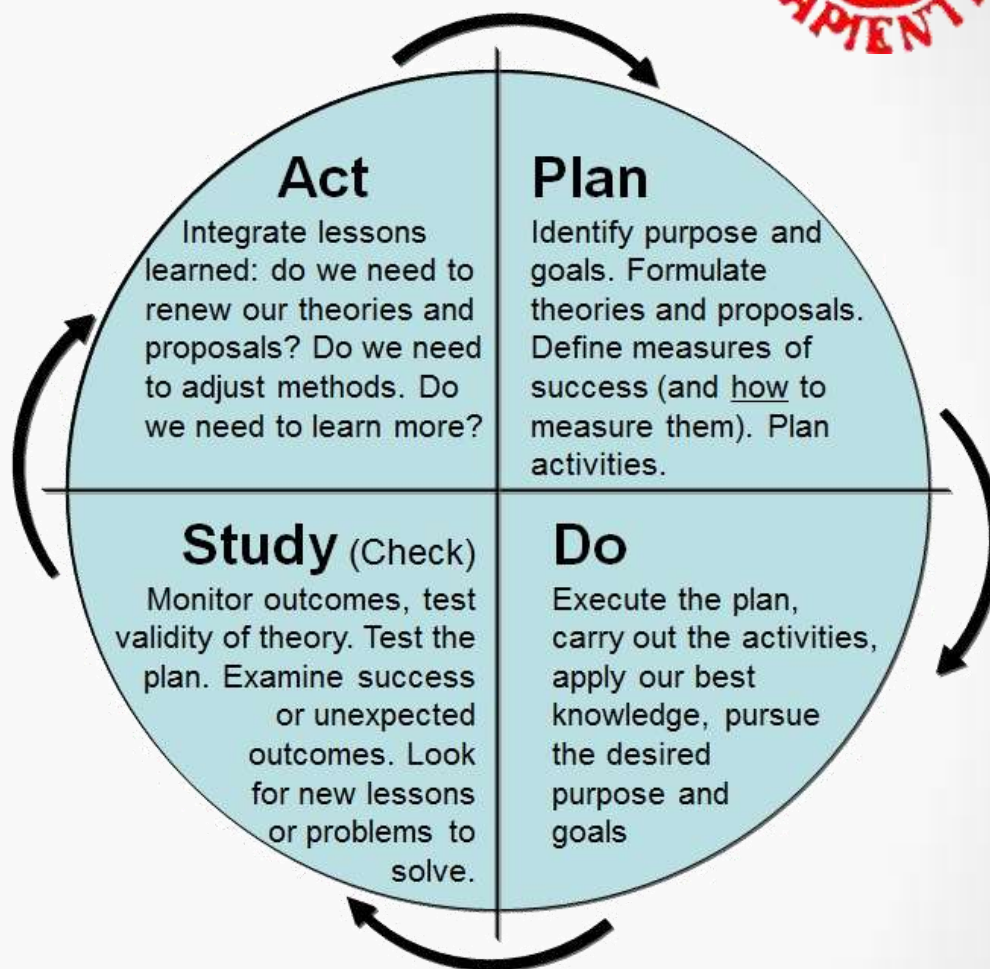 APIENT
Act
Integrate lessons
learned: do we need to
renew our theories and
proposals? Do we need
to adjust methods. Do
we need to learn more?
Plan
Identify purpose and
goals. Formulate
theories and proposals.
Define measures of
success (and how to
measure them). Plan
activities.
Study (Check)
Monitor outcomes, test
validity of theory. Test the
plan. Examine success
or unexpected
outcomes. Look
for new lessons
or problems to
solve.
Do
Execute the plan,
carry out the activities,
apply our best
knowledge, pursue
the desired
purpose and
goals